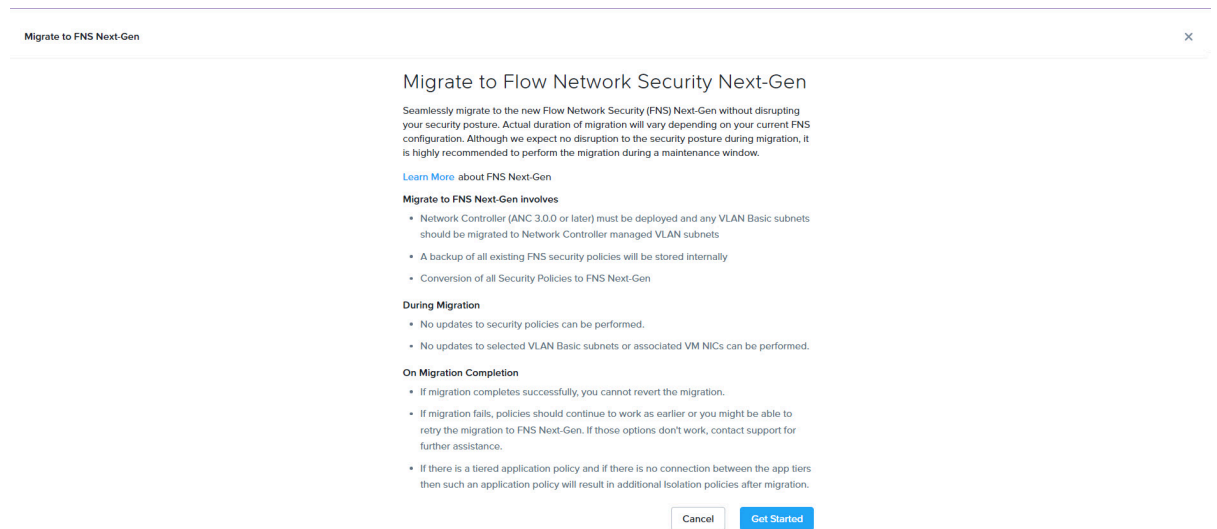 Migrate to FNS Next-Gen
Migrate to Flow Network Security Next-Gen
Seamlessly migrate to the new Flow Network Security (FNS) Next-Gen without disrupting
your security posture. Actual duration of migration will vary depending on your current FNS
configuration. Although we expect no disruption to the security posture during migration, it
is highly recommended to perform the migration during a maintenance window.
Learn More about FNS Next-Gen
Migrate to FNS Next-Gen involves
• Network Controller (ANC 3.0.0 or later) must be deployed and any VLAN Basic subnets
should be migrated to Network Controller managed VLAN subnets
• A backup of all existing FNS security policies will be stored internally
• Conversion of all Security Policies to FNS Next-Gen
During Migration
• No updates to security policies can be performed.
• No updates to selected VLAN Basic subnets or associated VM NICs can be performed.
On Migration Completion
• If migration completes successfully, you cannot revert the migration.
• If migration fails, policies should continue to work as earlier or you might be able to
retry the migration to FNS Next-Gen. If those options don't work, contact support for
further assistance.
• If there is a tiered application policy and if there is no connection between the app tiers
then such an application policy will result in additional Isolation policies after migration.
Cancel Get Started